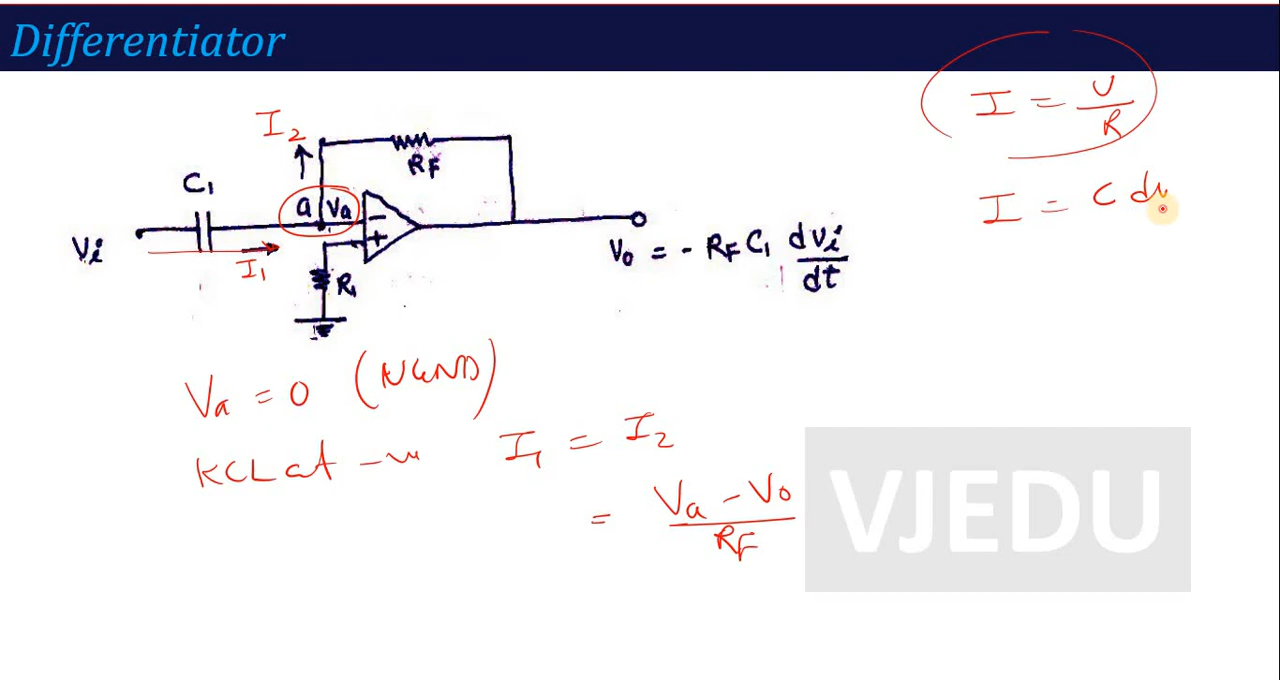 Differentiator
I = V/R
I₂
RF
C₁
a Va
I = C dv
−
+
Vi
I₁
R₁
Vo = - RF C₁ dvi/dt
Va = 0 (
KCL at -
I₁ = I₂
= Va - Vo / RF
VJEDU